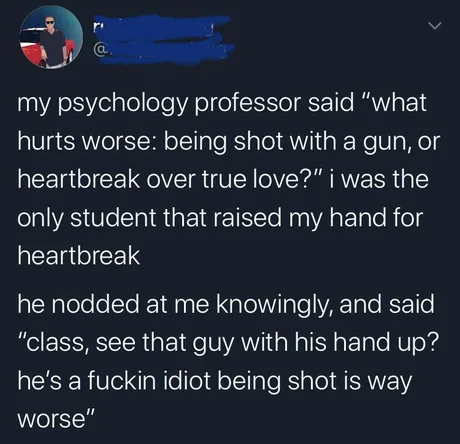 @
my psychology professor said “what
hurts worse: being shot with a gun, or
heartbreak over true love?” i was the
only student that raised my hand for
heartbreak
he nodded at me knowingly, and said
“class, see that guy with his hand up?
he’s a fuckin idiot being shot is way
worse”